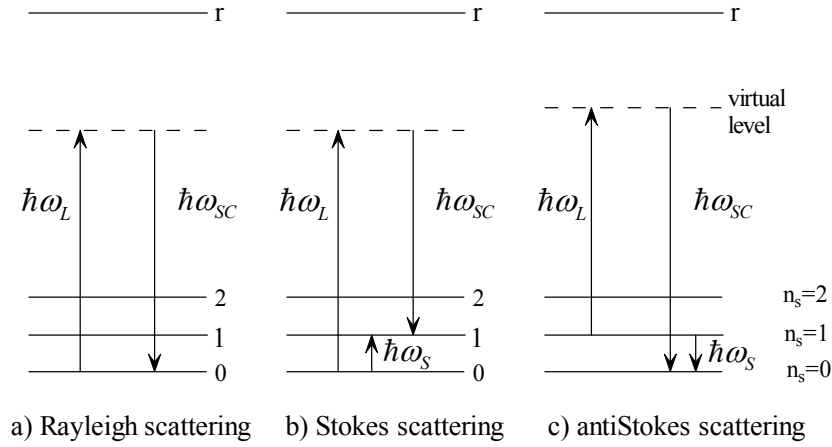 r
r
r
virtual
level
ħω_L
ħω_SC
ħω_L
ħω_SC
ħω_L
ħω_SC
2
1
0
2
1
0
ħω_S
n_s=2
n_s=1
n_s=0
ħω_S
a) Rayleigh scattering
b) Stokes scattering
c) antiStokes scattering